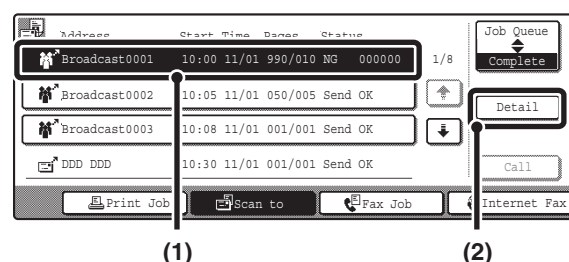 Address Start Time Pages Status
Job Queue
Broadcast0001 10:00 11/01 990/010 NG 000000
1/8
Complete
Broadcast0002 10:05 11/01 050/005 Send OK
Detail
Broadcast0003 10:08 11/01 001/001 Send OK
DDD DDD 10:30 11/01 001/001 Send OK
Call
Print Job Scan to Fax Job Internet Fax
(1) (2)